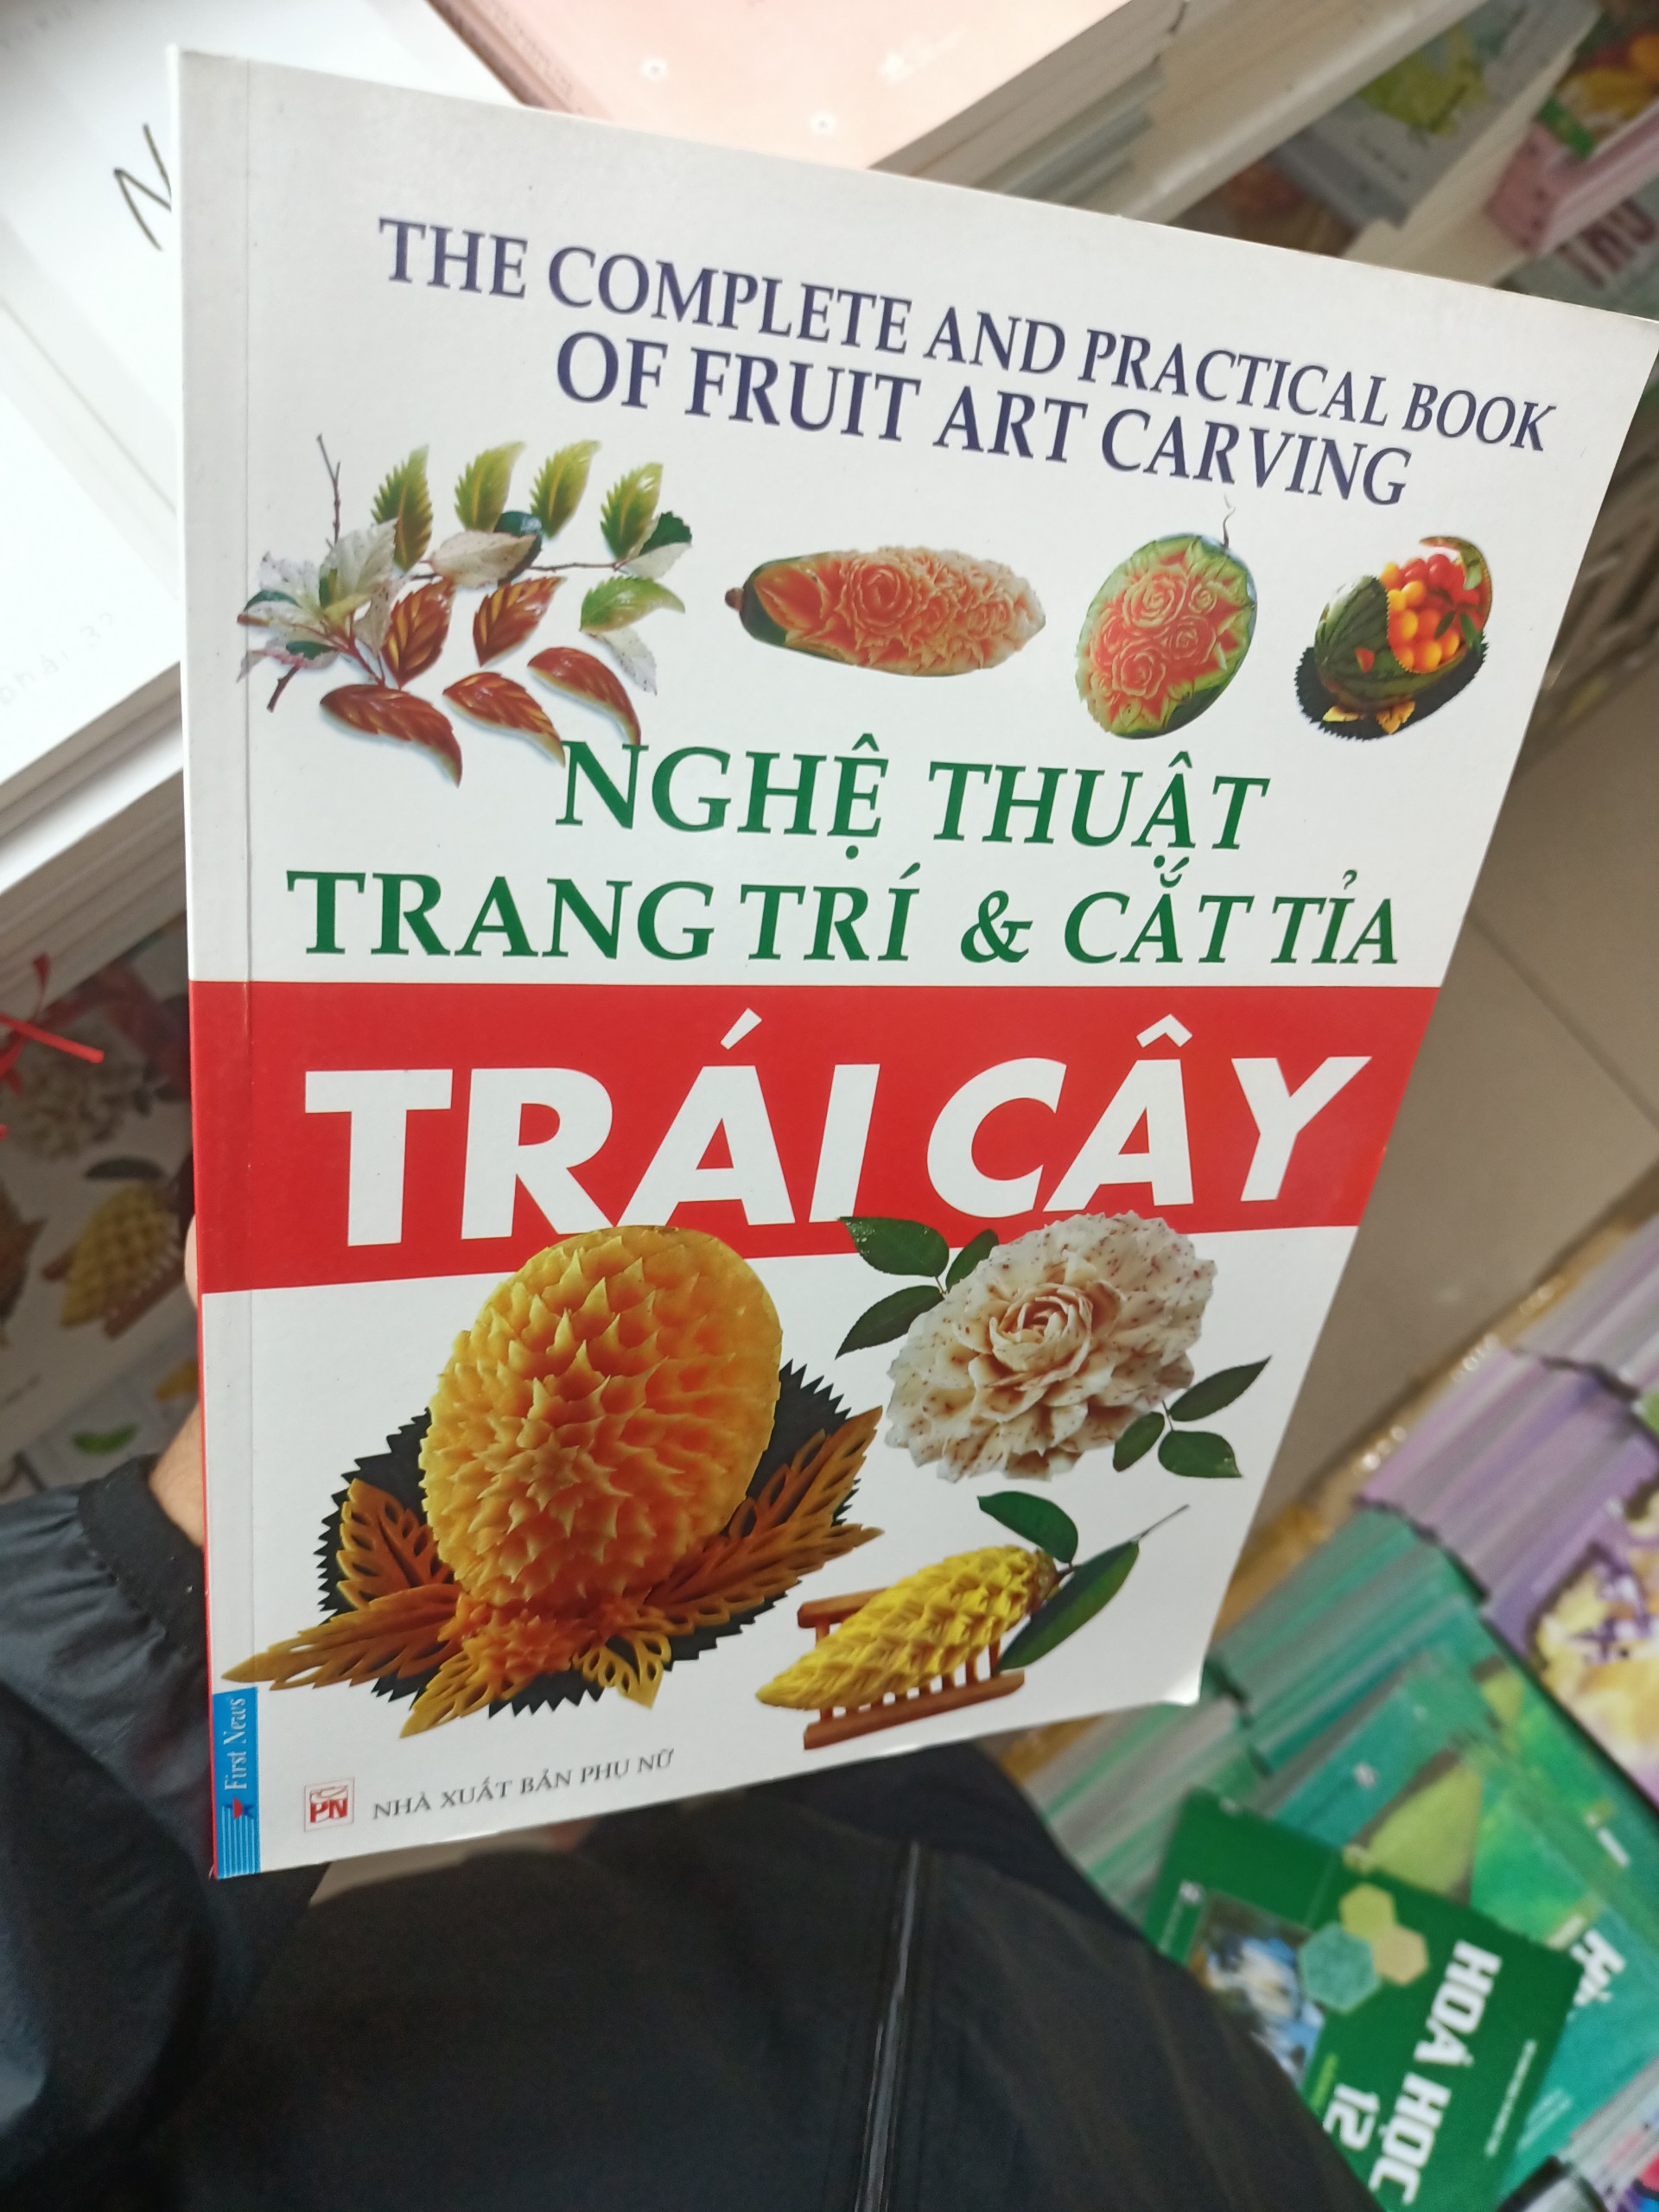 THE COMPLETE AND PRACTICAL BOOK
OF FRUIT ART CARVING
NGHỆ THUẬT
TRANG TRÍ & CẮT TỈA
TRÁI CÂY
First News
PN
NHÀ XUẤT BẢN PHỤ NỮ
HOÁ HỌC
12